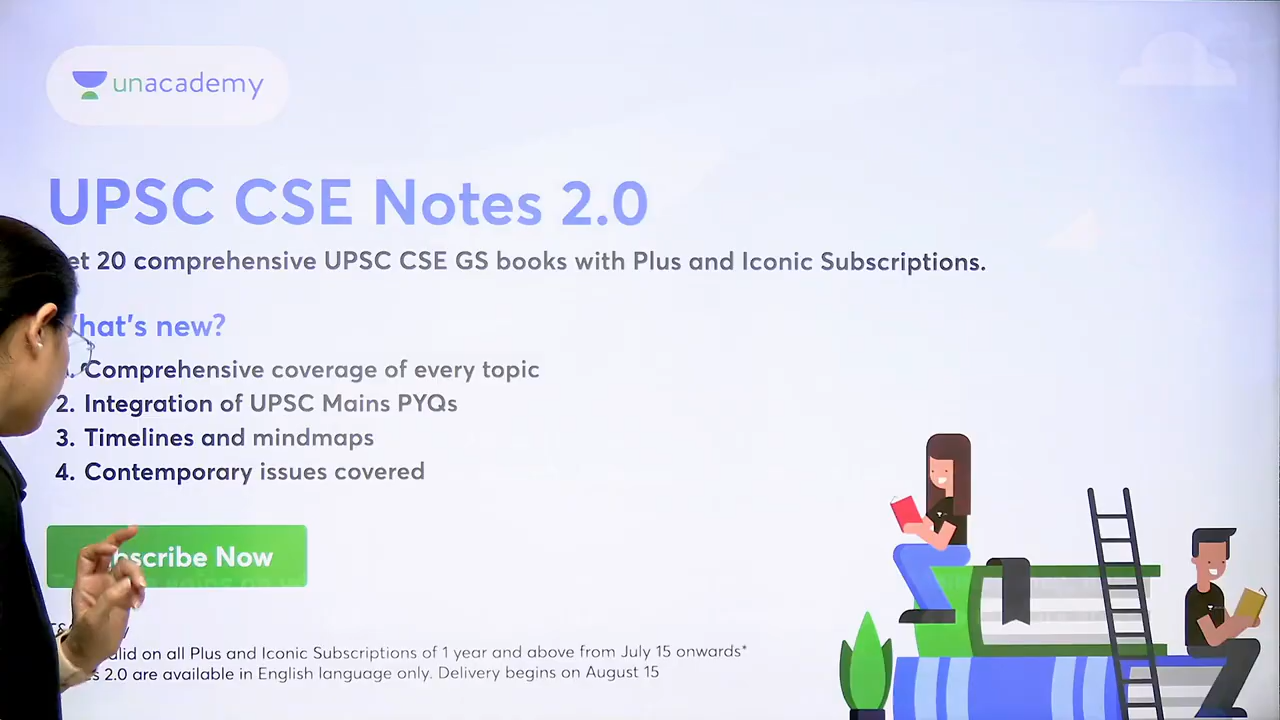 unacademy
UPSC CSE Notes 2.0
et 20 comprehensive UPSC CSE GS books with Plus and Iconic Subscriptions.
hat's new?
Comprehensive coverage of every topic
2. Integration of UPSC Mains PYQs
3. Timelines and mindmaps
4. Contemporary issues covered
bscribe Now
alid on all Plus and Iconic Subscriptions of 1 year and above from July 15 onwards*
s 2.0 are available in English language only. Delivery begins on August 15